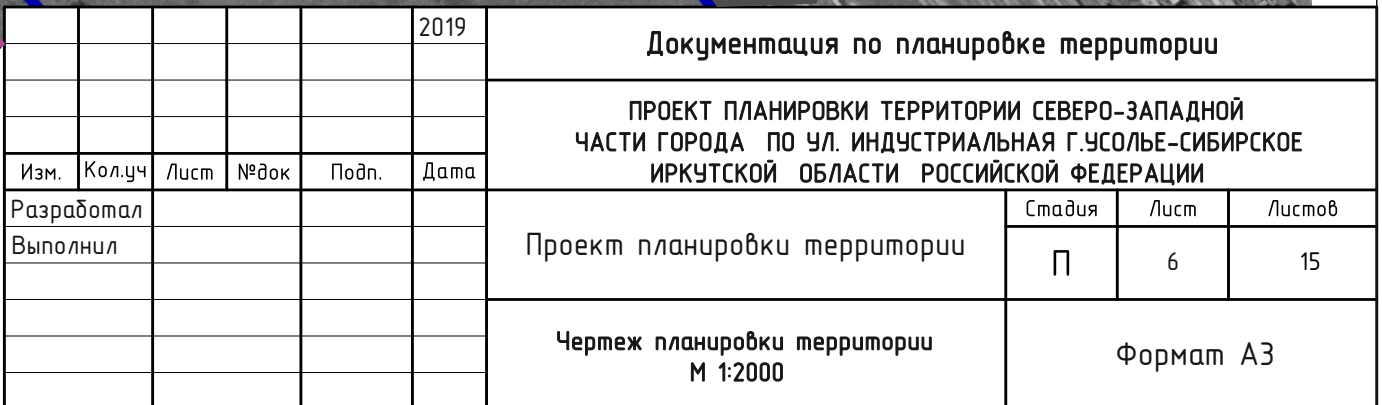 2019
Документация по планировке территории
ПРОЕКТ ПЛАНИРОВКИ ТЕРРИТОРИИ СЕВЕРО-ЗАПАДНОЙ
ЧАСТИ ГОРОДА ПО УЛ. ИНДУСТРИАЛЬНАЯ Г.УСОЛЬЕ-СИБИРСКОЕ
ИРКУТСКОЙ ОБЛАСТИ РОССИЙСКОЙ ФЕДЕРАЦИИ
Изм. Кол.уч Лист №док Подп. Дата
Разработал
Выполнил
Проект планировки территории
Стадия Лист Листов
П 6 15
Чертеж планировки территории
М 1:2000
Формат А3